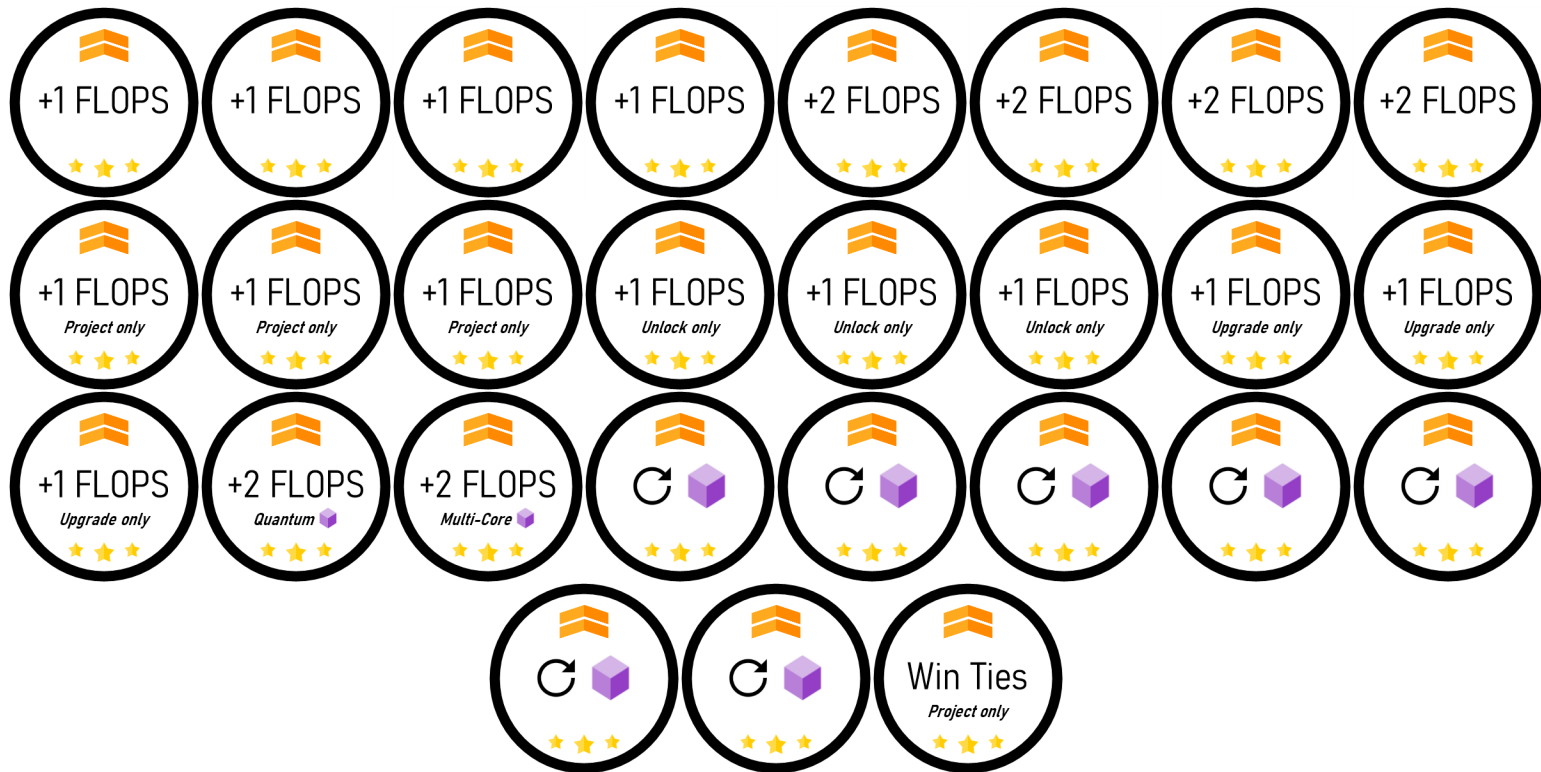 +1 FLOPS
+1 FLOPS
+1 FLOPS
+1 FLOPS
+2 FLOPS
+2 FLOPS
+2 FLOPS
+2 FLOPS
+1 FLOPS
Project only
+1 FLOPS
Project only
+1 FLOPS
Project only
+1 FLOPS
Unlock only
+1 FLOPS
Unlock only
+1 FLOPS
Unlock only
+1 FLOPS
Upgrade only
+1 FLOPS
Upgrade only
+1 FLOPS
Upgrade only
+2 FLOPS
Quantum
+2 FLOPS
Multi-Core
Win Ties
Project only